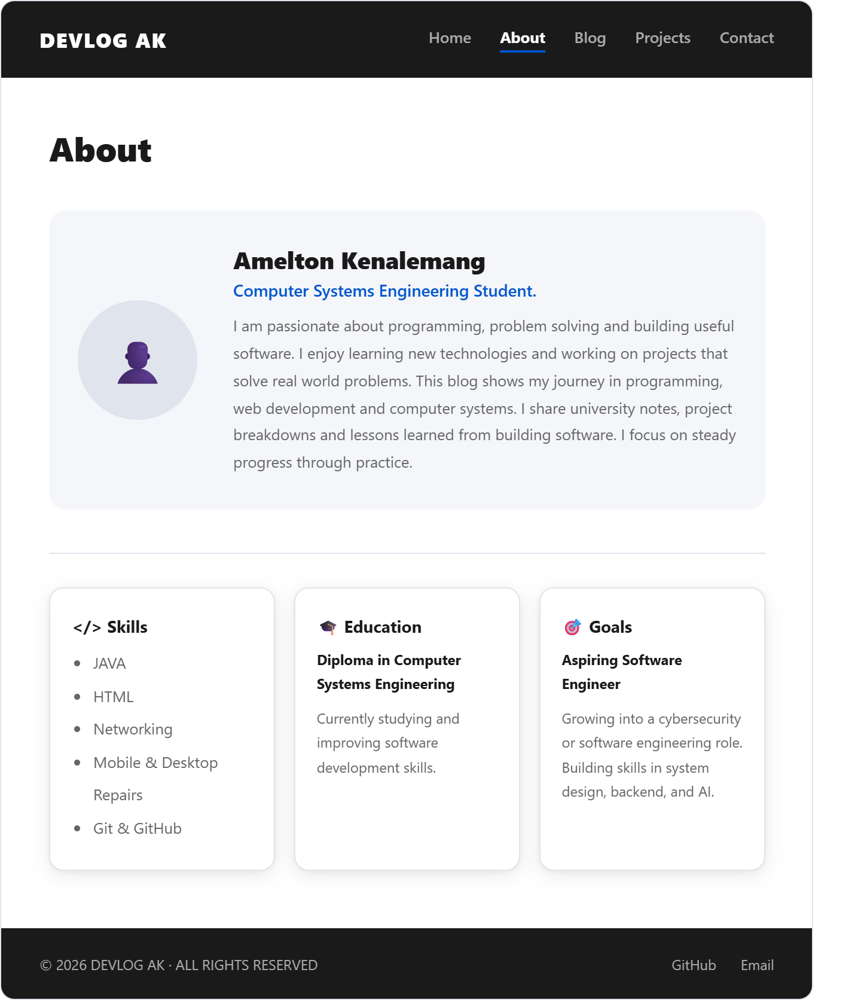 DEVLOG AK
Home About Blog Projects Contact
About
Amelton Kenalemang
Computer Systems Engineering Student.
I am passionate about programming, problem solving and building useful
software. I enjoy learning new technologies and working on projects that
solve real world problems. This blog shows my journey in programming,
web development and computer systems. I share university notes, project
breakdowns and lessons learned from building software. I focus on steady
progress through practice.
</> Skills
• JAVA
• HTML
• Networking
• Mobile & Desktop
Repairs
• Git & GitHub
🎓 Education
Diploma in Computer
Systems Engineering
Currently studying and
improving software
development skills.
🎯 Goals
Aspiring Software
Engineer
Growing into a cybersecurity
or software engineering role.
Building skills in system
design, backend, and AI.
© 2026 DEVLOG AK · ALL RIGHTS RESERVED
GitHub Email